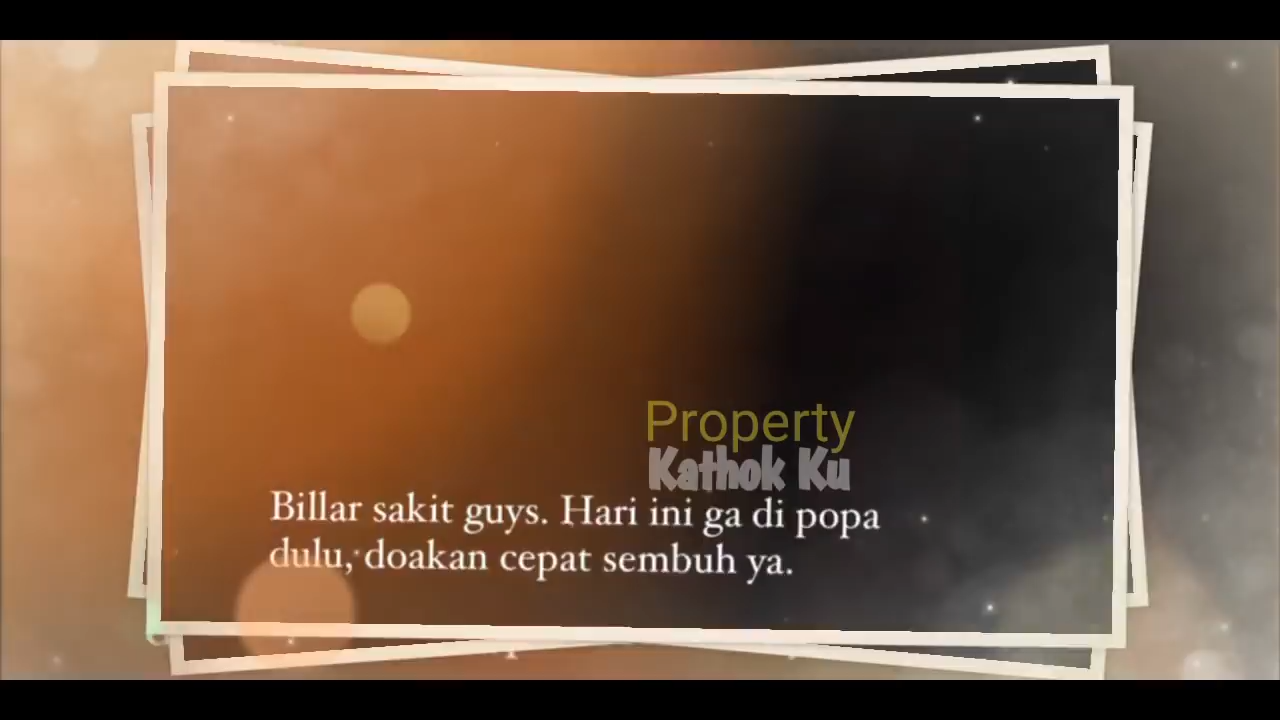 Property
Kathok Ku
Billar sakit guys. Hari ini ga di popa
dulu, doakan cepat sembuh ya.